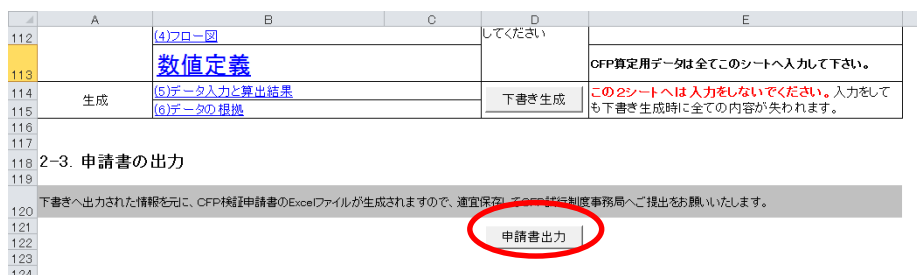 A B C D E
112 (4)フロー図 してください
113 数値定義 CFP算定用データは全てこのシートへ入力して下さい。
114 生成 (5)データ入力と算出結果 下書き生成 この2シートへは入力をしないでください。入力をして
115 (6)データの根拠 も下書き生成時に全ての内容が失われます。
116
117
118 2-3. 申請書の出力
119
120 下書きへ出力された情報を元に、CFP検証申請書のExcelファイルが生成されますので、適宜保存してCFP試行制度事務局へご提出をお願いいたします。
121
122 申請書出力
123
124